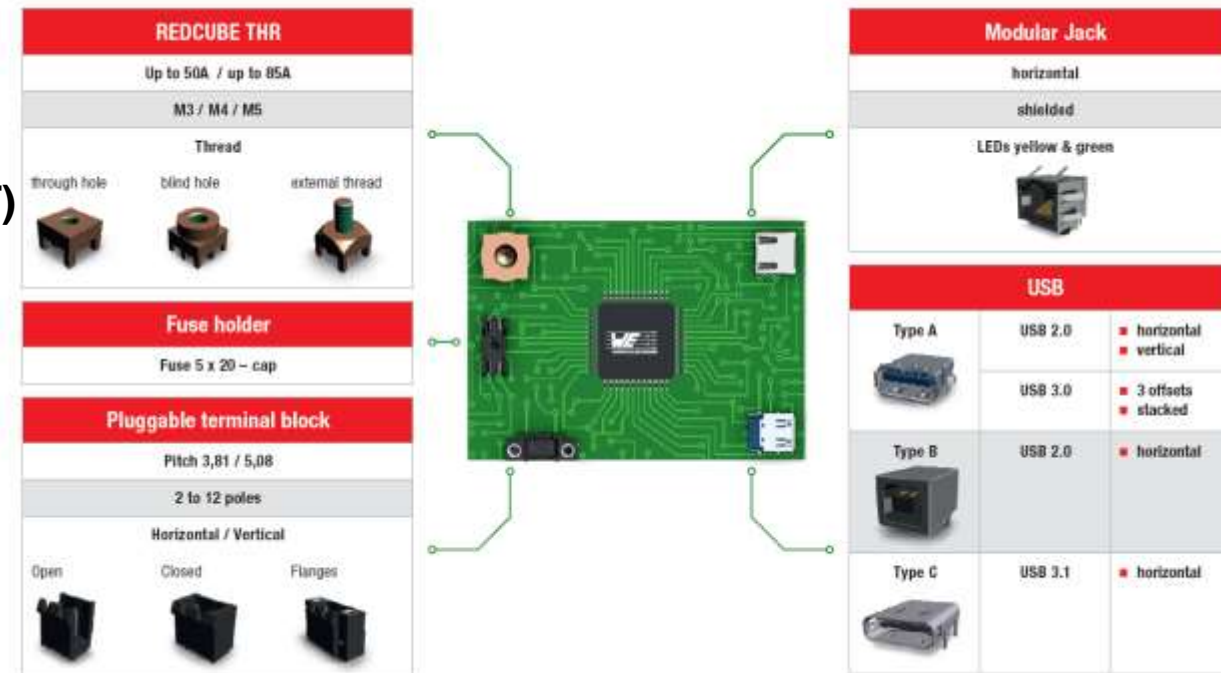 )
REDCUBE THR
Up to 50A / up to 85A
M3 / M4 / M5
Thread
through hole
blind hole
external thread
Fuse holder
Fuse 5 x 20 – cap
Pluggable terminal block
Pitch 3,81 / 5,08
2 to 12 poles
Horizontal / Vertical
Open
Closed
Flanges
WE
Modular Jack
horizontal
shielded
LEDs yellow & green
USB
Type A
USB 2.0
■ horizontal
■ vertical
USB 3.0
■ 3 offsets
■ stacked
Type B
USB 2.0
■ horizontal
Type C
USB 3.1
■ horizontal